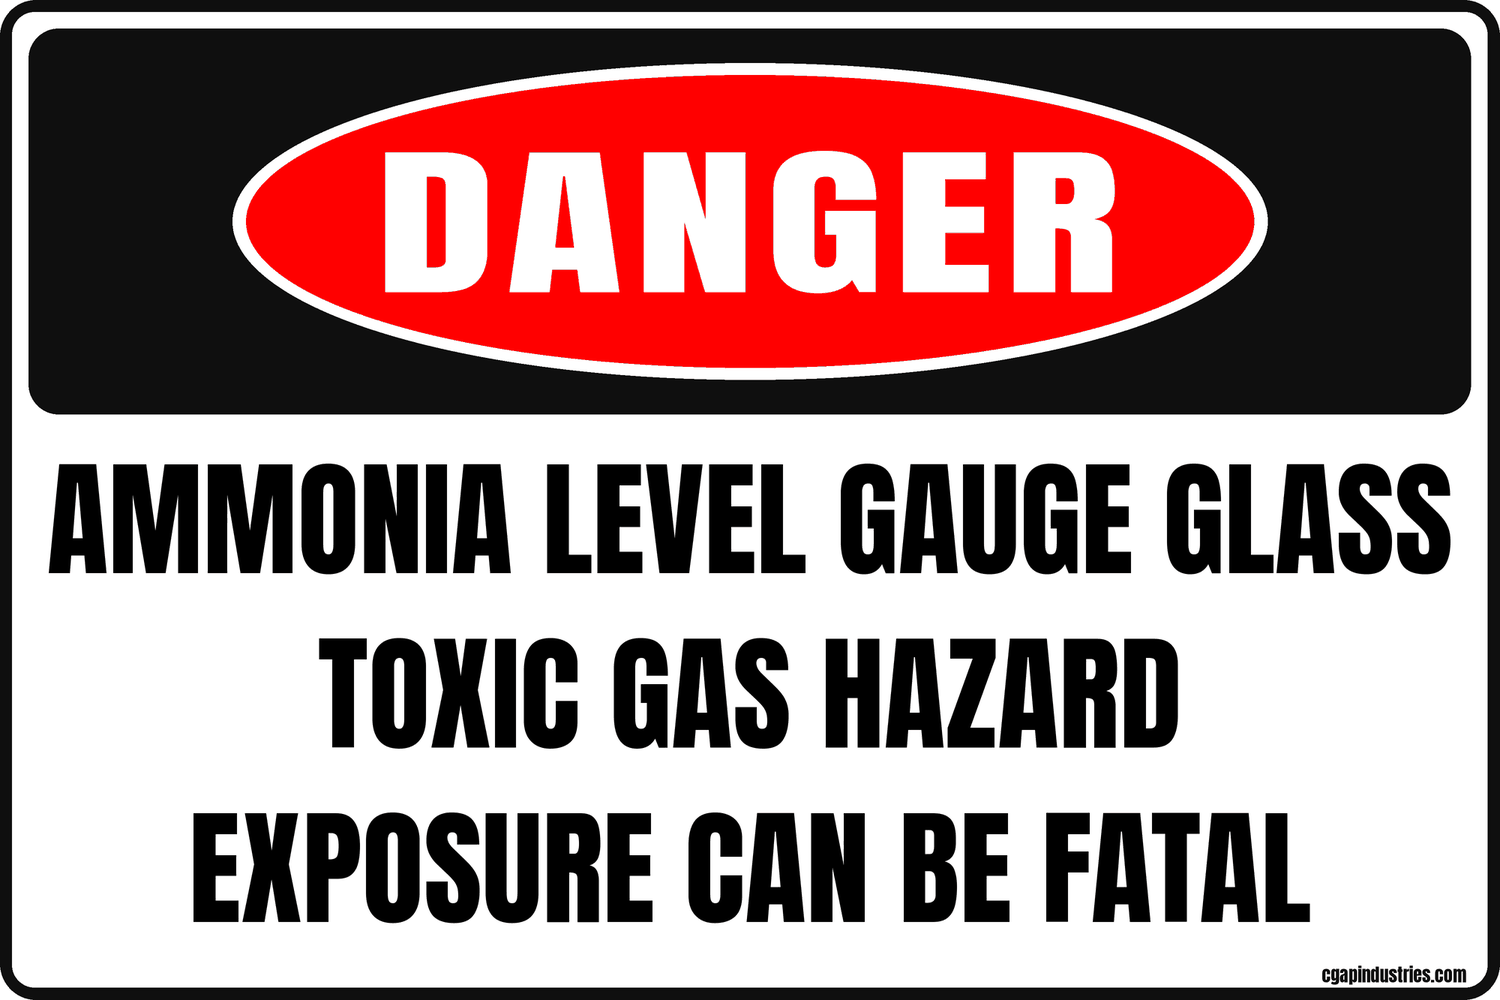 DANGER
AMMONIA LEVEL GAUGE GLASS
TOXIC GAS HAZARD
EXPOSURE CAN BE FATAL
cgapindustries.com